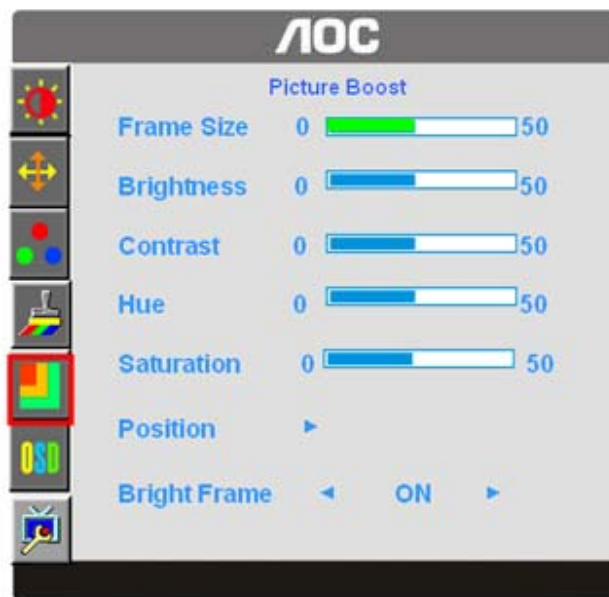 AOC
Picture Boost
Frame Size 0 50
Brightness 0 50
Contrast 0 50
Hue 0 50
Saturation 0 50
Position
OSD
Bright Frame ON